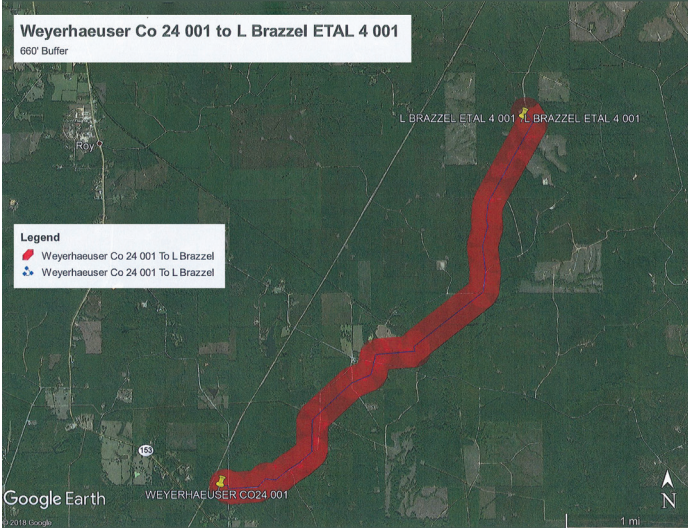 Weyerhaeuser Co 24 001 to L Brazzel ETAL 4 001
660' Buffer
L BRAZZEL ETAL 4 001
L BRAZZEL ETAL 4 001
Roy
Legend
Weyerhaeuser Co 24 001 To L Brazzel
Weyerhaeuser Co 24 001 To L Brazzel
153
WEYERHAEUSER CO24 001
Google Earth
N
© 2018 Google
1 mi